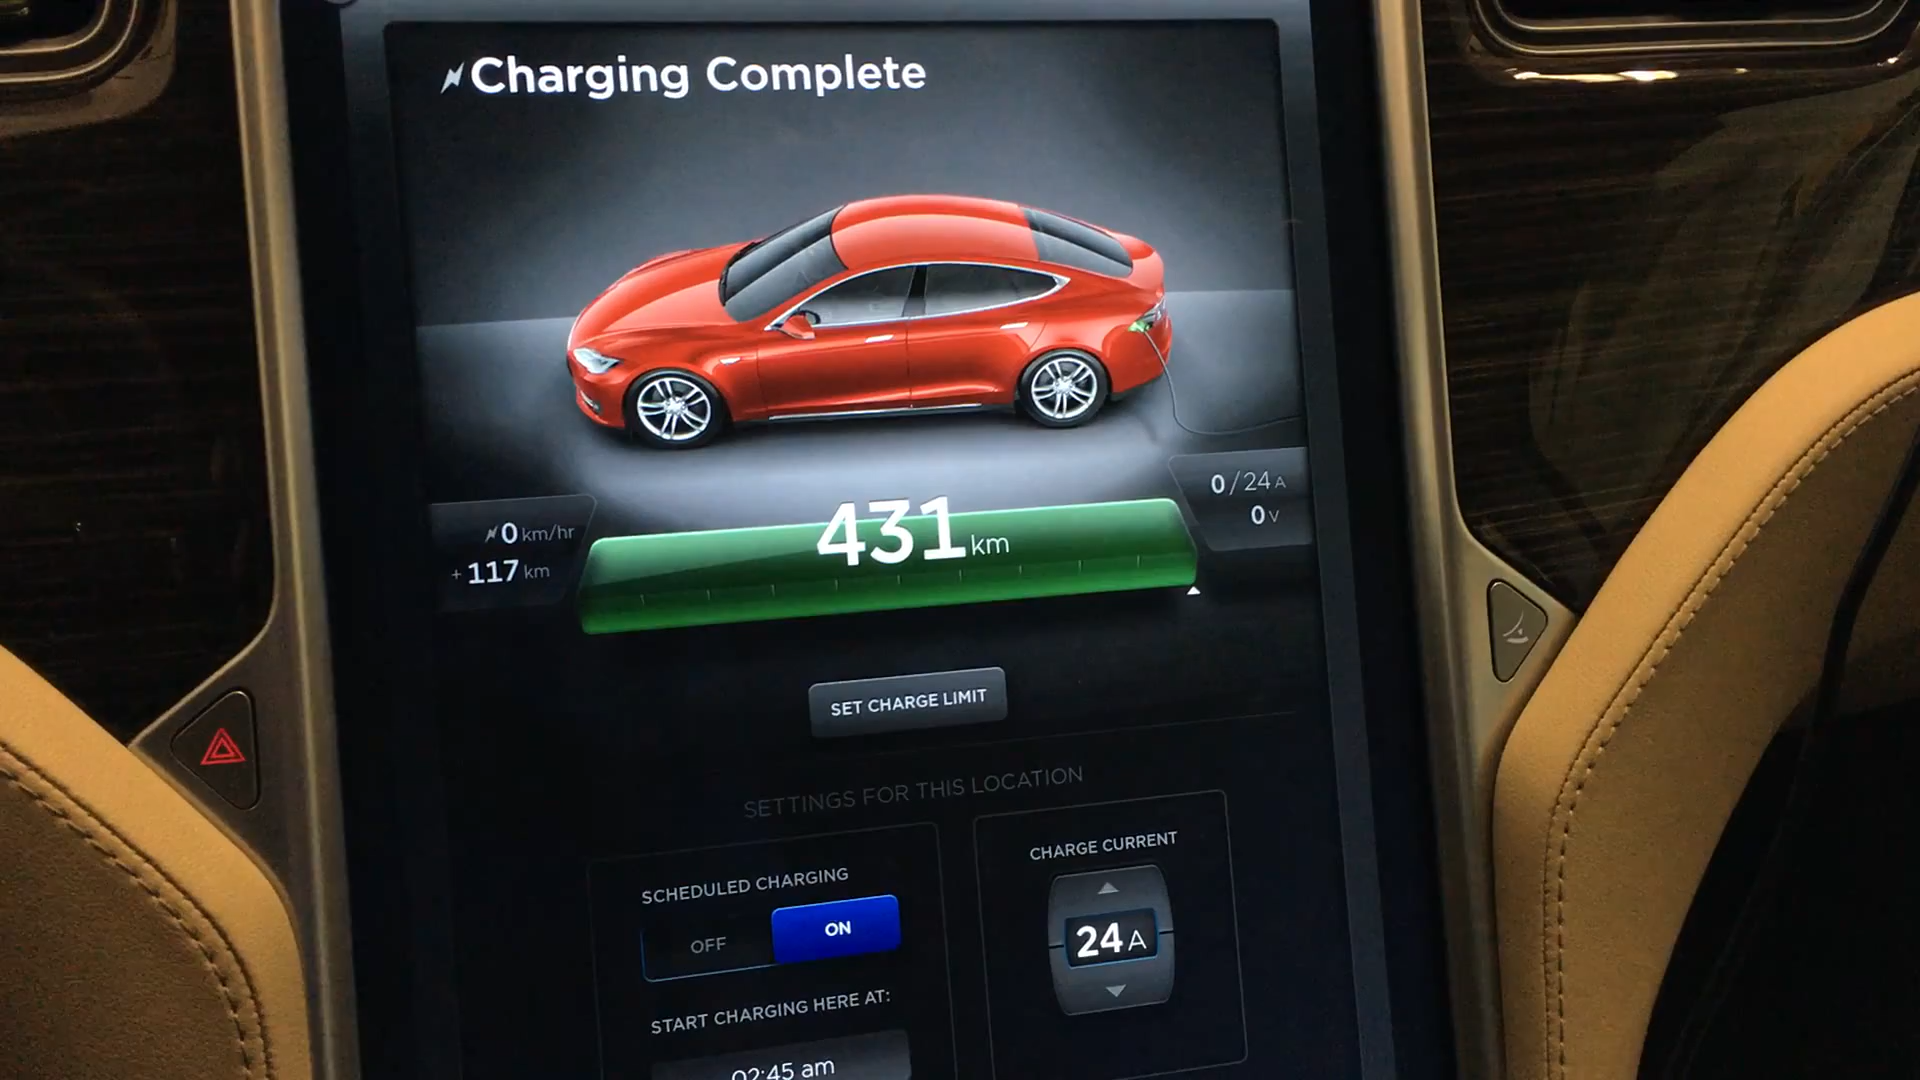 Charging Complete
0 km/hr
+ 117 km
431 km
0 / 24 A
0 V
SET CHARGE LIMIT
SETTINGS FOR THIS LOCATION
SCHEDULED CHARGING
OFF ON
START CHARGING HERE AT:
02:45 am
CHARGE CURRENT
24 A